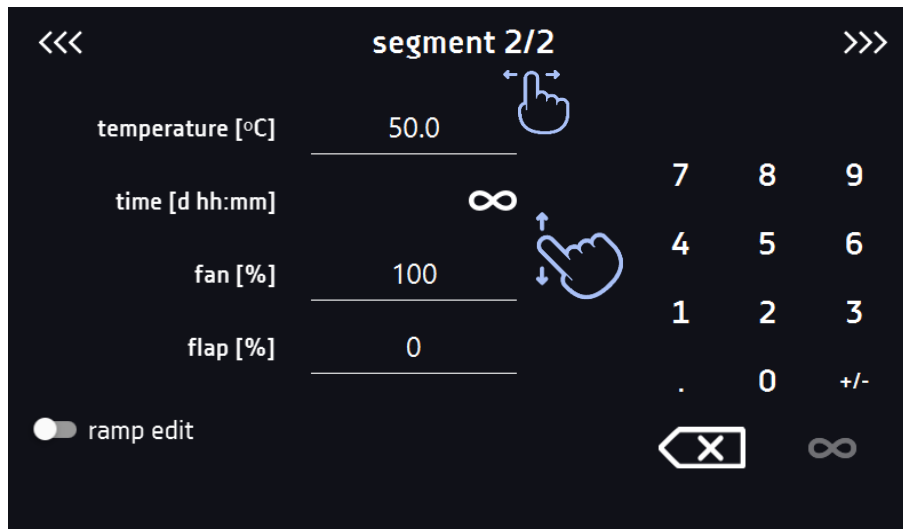 <<< segment 2/2 >>>
temperature [°C] 50.0
time [d hh:mm] ∞
fan [%] 100
flap [%] 0
ramp edit
7 8 9
4 5 6
1 2 3
. 0 +/-
X ∞